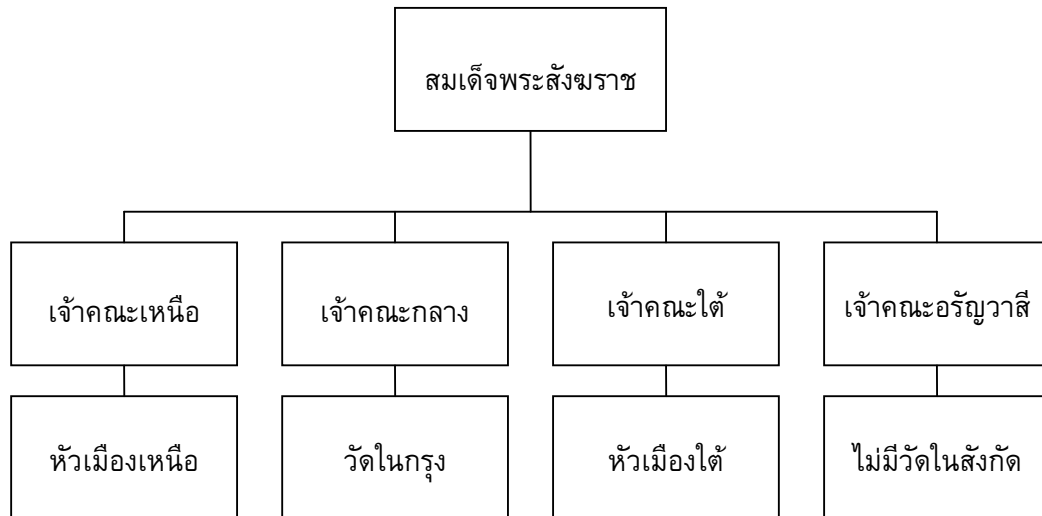 สมเด็จพระสังฆราช
เจ้าคณะเหนือ
เจ้าคณะกลาง
เจ้าคณะใต้
เจ้าคณะอรัญวาสี
หัวเมืองเหนือ
วัดในกรุง
หัวเมืองใต้
ไม่มีวัดในสังกัด